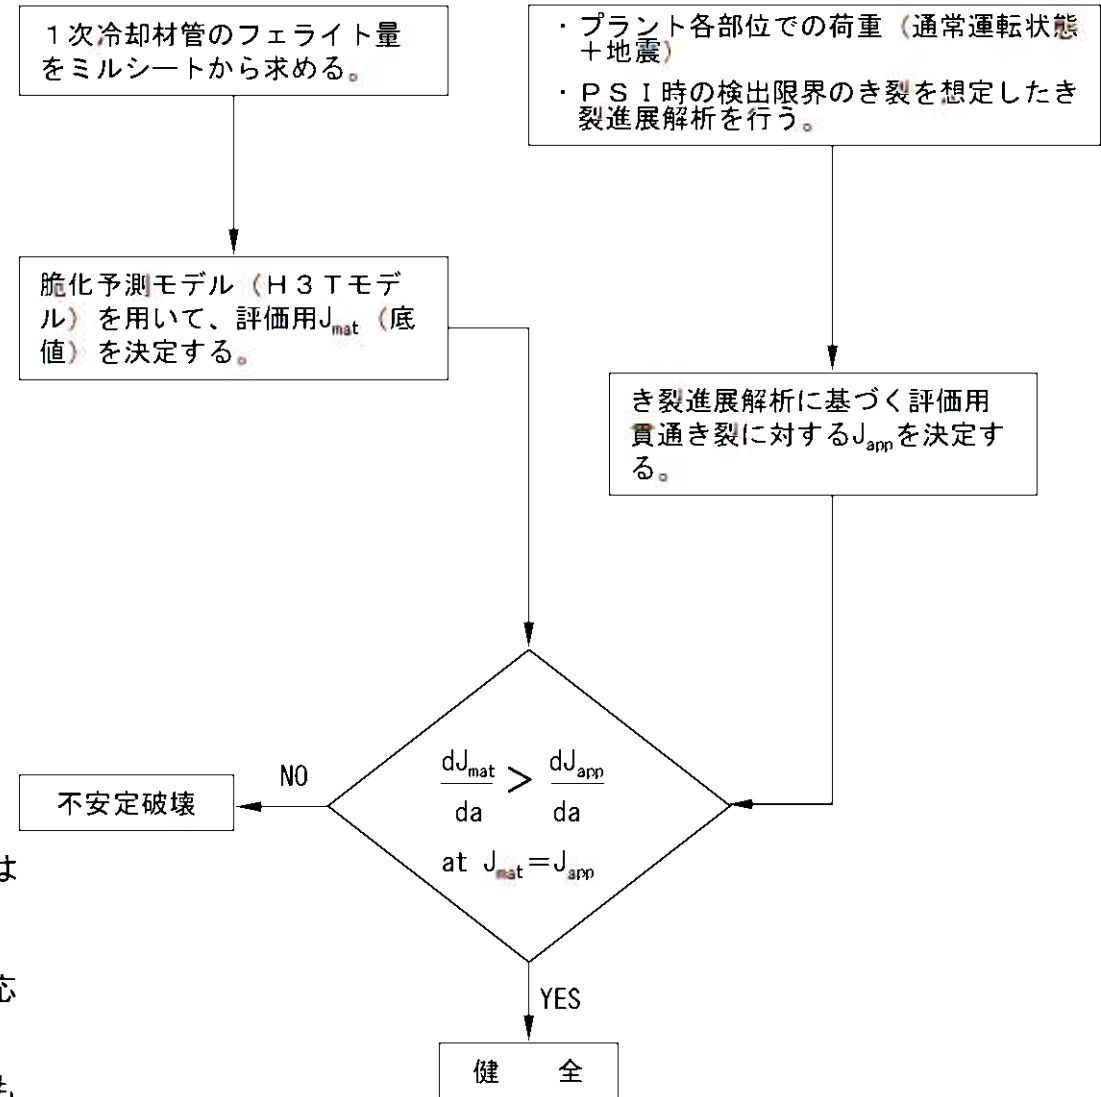 １次冷却材管のフェライト量
をミルシートから求める。
・プラント各部位での荷重（通常運転状態
＋地震）
・ＰＳＩ時の検出限界のき裂を想定したき
裂進展解析を行う。
脆化予測モデル（Ｈ３Ｔモデ
ル）を用いて、評価用Jmat（底
値）を決定する。
き裂進展解析に基づく評価用
貫通き裂に対するJappを決定す
る。
dJmat/da > dJapp/da
at Jmat＝Japp
NO
不安定破壊
YES
健　全
は
応